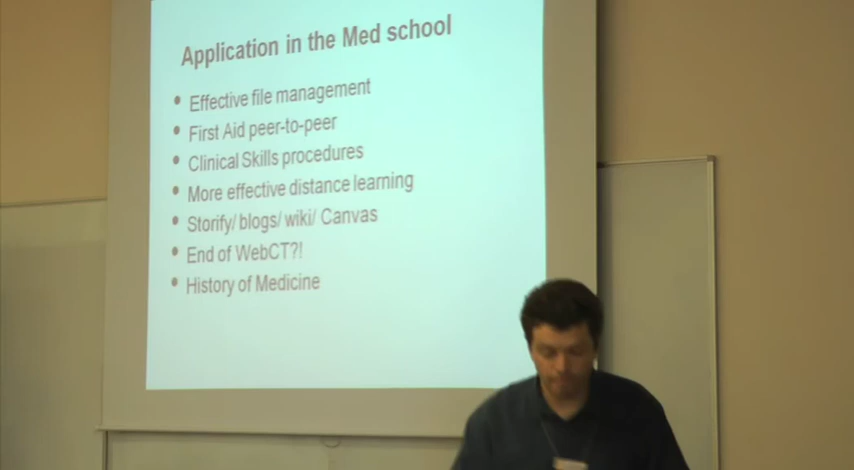 Application in the Med school
• Effective file management
• First Aid peer-to-peer
• Clinical Skills procedures
• More effective distance learning
• Storify/ blogs/ wiki/ Canvas
• End of WebCT?!
• History of Medicine